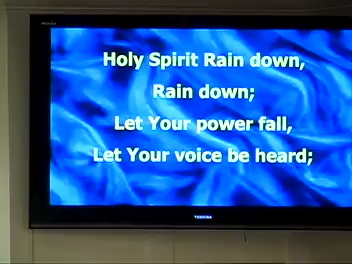 Holy Spirit Rain down,
Rain down;
Let Your power fall,
Let Your voice be heard;
TOSHIBA